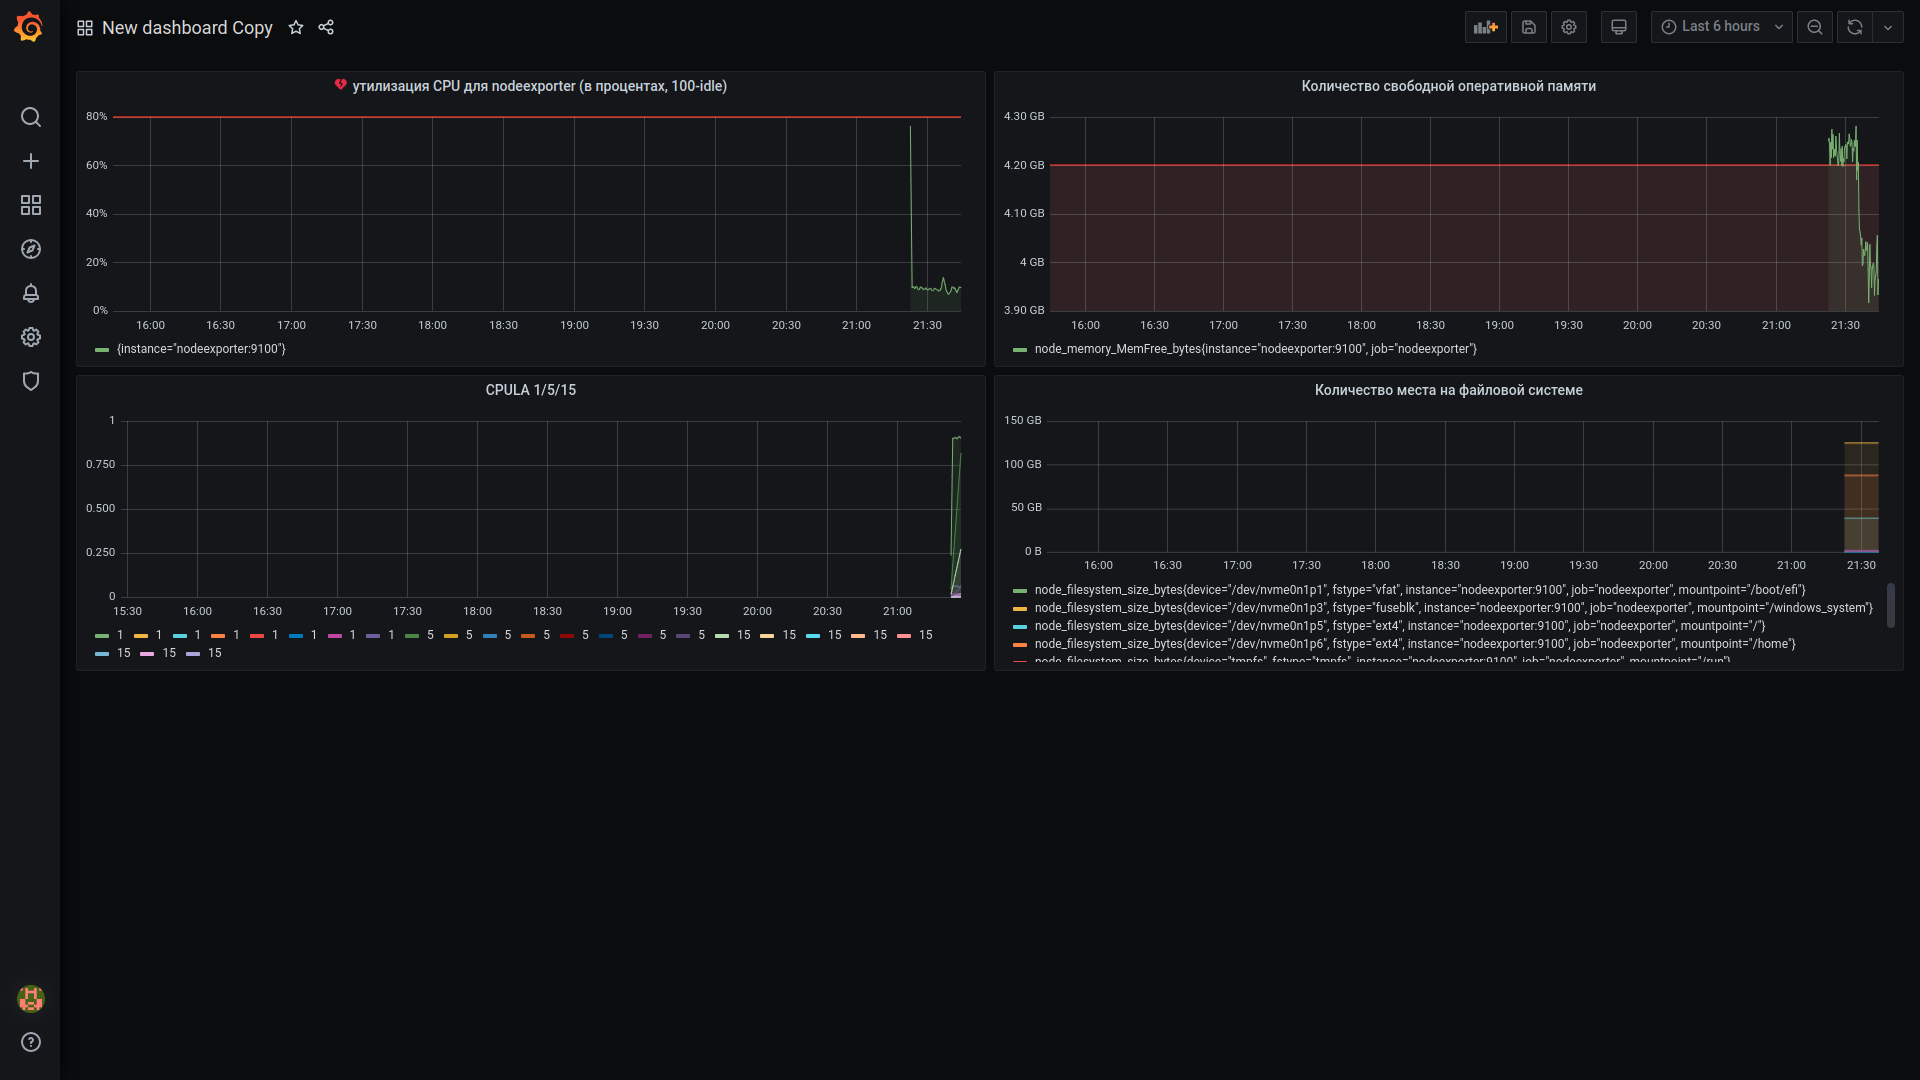 New dashboard Copy
Last 6 hours
утилизация CPU для nodeexporter (в процентах, 100-idle)
80%
60%
40%
20%
0%
16:00 16:30 17:00 17:30 18:00 18:30 19:00 19:30 20:00 20:30 21:00 21:30
{instance="nodeexporter:9100"}
Количество свободной оперативной памяти
4.30 GB
4.20 GB
4.10 GB
4 GB
3.90 GB
16:00 16:30 17:00 17:30 18:00 18:30 19:00 19:30 20:00 20:30 21:00 21:30
node_memory_MemFree_bytes{instance="nodeexporter:9100", job="nodeexporter"}
CPULA 1/5/15
1
0.750
0.500
0.250
0
15:30 16:00 16:30 17:00 17:30 18:00 18:30 19:00 19:30 20:00 20:30 21:00
1 1 1 1 1 1 1 1 5 5 5 5 5 5 5 5 15 15 15 15 15
15 15 15
Количество места на файловой системе
150 GB
100 GB
50 GB
0 B
16:00 16:30 17:00 17:30 18:00 18:30 19:00 19:30 20:00 20:30 21:00 21:30
node_filesystem_size_bytes{device="/dev/nvme0n1p1", fstype="vfat", instance="nodeexporter:9100", job="nodeexporter", mountpoint="/boot/efi"}
node_filesystem_size_bytes{device="/dev/nvme0n1p3", fstype="fuseblk", instance="nodeexporter:9100", job="nodeexporter", mountpoint="/windows_system"}
node_filesystem_size_bytes{device="/dev/nvme0n1p5", fstype="ext4", instance="nodeexporter:9100", job="nodeexporter", mountpoint="/"}
node_filesystem_size_bytes{device="/dev/nvme0n1p6", fstype="ext4", instance="nodeexporter:9100", job="nodeexporter", mountpoint="/home"}
node_filesystem_size_bytes{device="tmpfs", fstype="tmpfs", instance="nodeexporter:9100", job="nodeexporter", mountpoint="/run"}